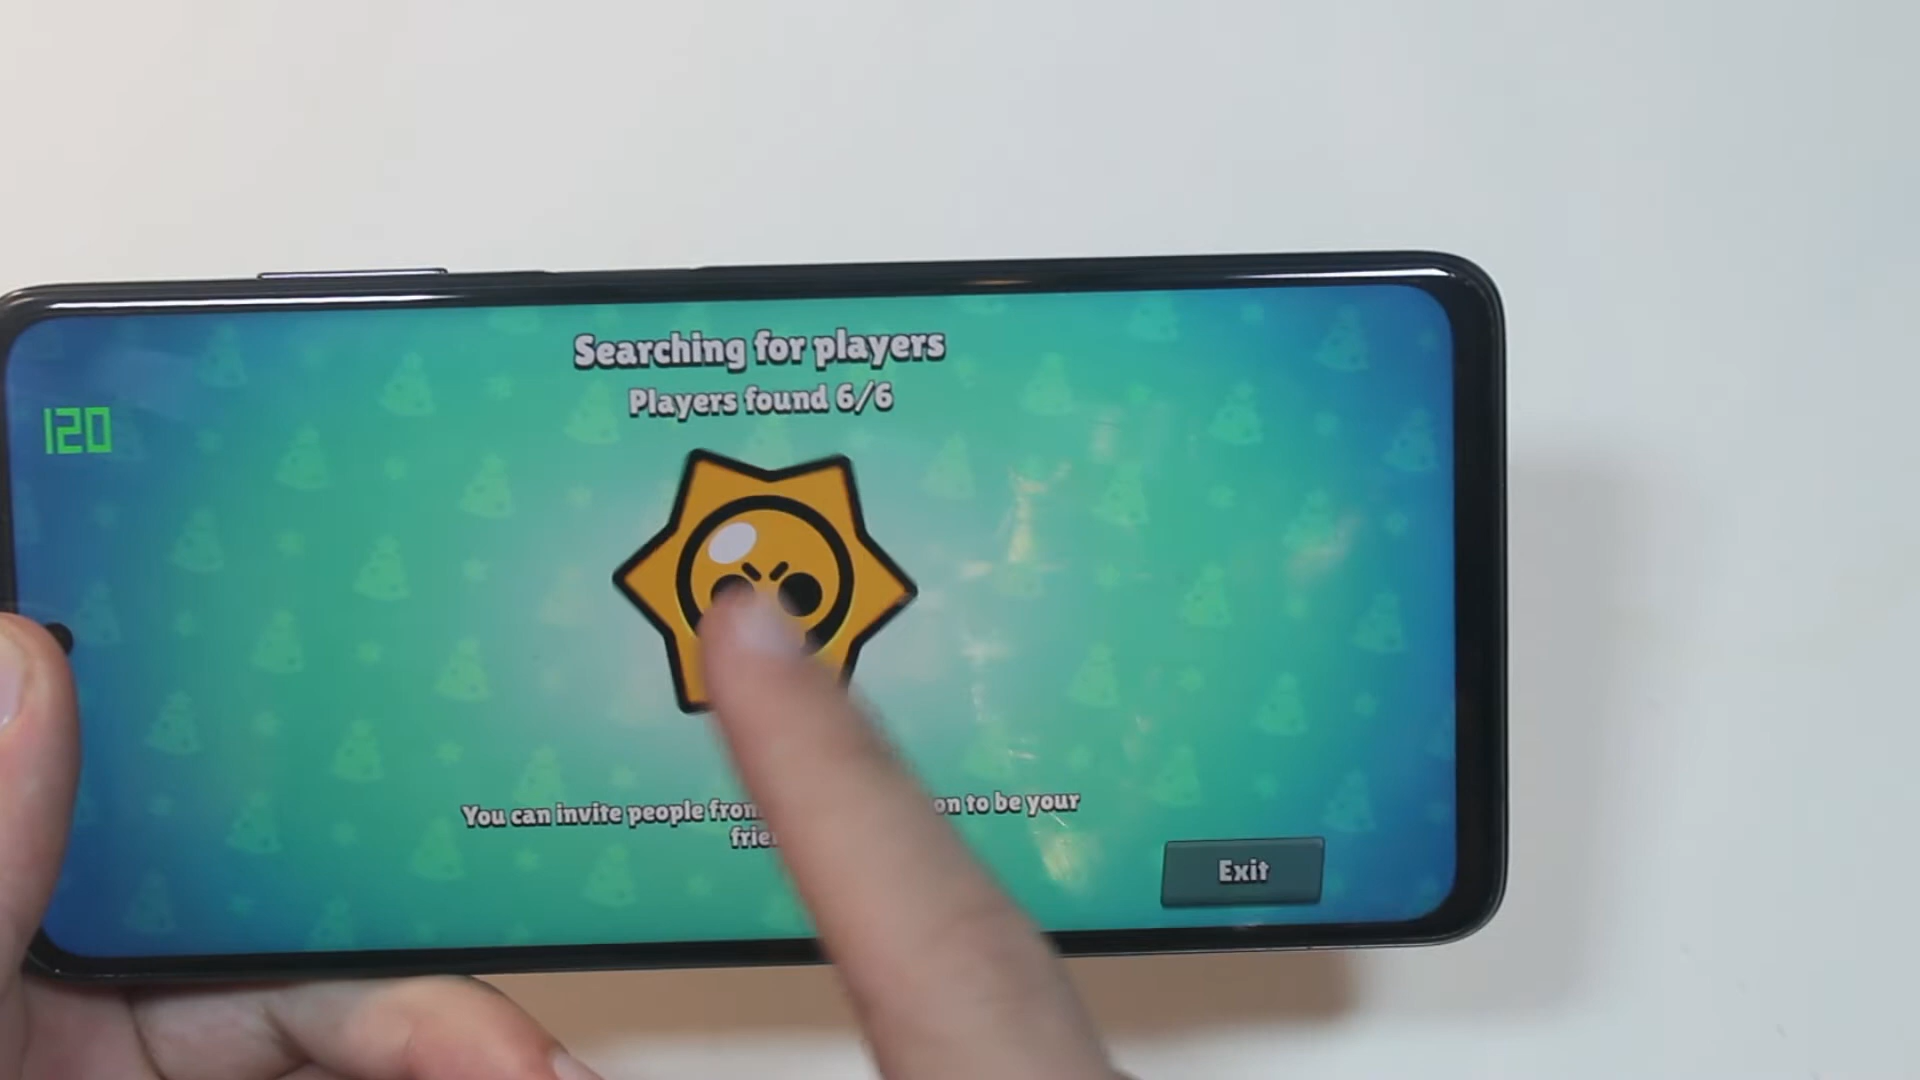 Searching for players
Players found 6/6
120
You can invite people from on to be your
Exit